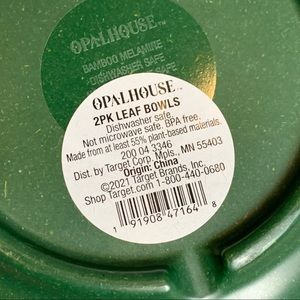 OPALHOUSE™
BAMBOO MELAMINE
DISHWASHER SAFE
OPALHOUSE™
2PK LEAF BOWLS
Dishwasher safe.
Not microwave safe. BPA free.
Made from at least 55% plant-based materials.
200 04 3346
Dist. by Target Corp. Mpls., MN 55403
Origin: China
©2021 Target Brands, Inc.
Shop Target.com 1-800-440-0680
1 91908 47164 8